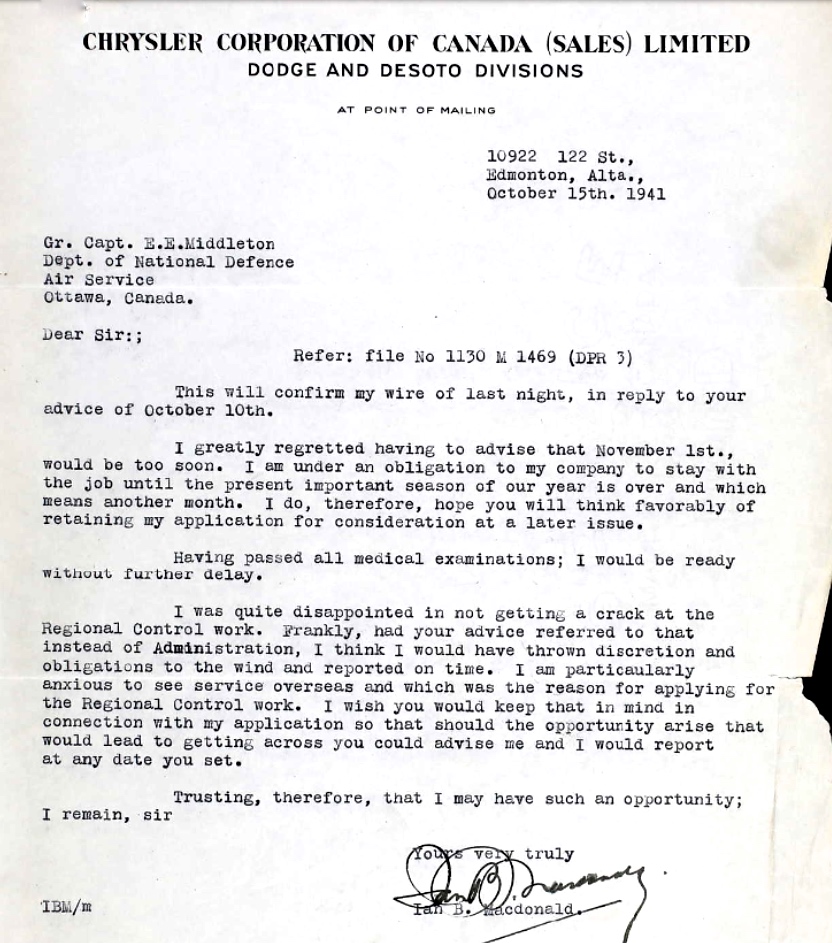 CHRYSLER CORPORATION OF CANADA (SALES) LIMITED
DODGE AND DESOTO DIVISIONS
AT POINT OF MAILING
10922 122 St.,
Edmonton, Alta.,
October 15th. 1941
Gr. Capt. E.E.Middleton
Dept. of National Defence
Air Service
Ottawa, Canada.
Dear Sir:;
Refer: file No 1130 M 1469 (DPR 3)
This will confirm my wire of last night, in reply to your
advice of October 10th.
I greatly regretted having to advise that November 1st.,
would be too soon. I am under an obligation to my company to stay with
the job until the present important season of our year is over and which
means another month. I do, therefore, hope you will think favorably of
retaining my application for consideration at a later issue.
Having passed all medical examinations; I would be ready
without further delay.
I was quite disappointed in not getting a crack at the
Regional Control work. Frankly, had your advice referred to that
instead of Administration, I think I would have thrown discretion and
obligations to the wind and reported on time. I am particaularly
anxious to see service overseas and which was the reason for applying for
the Regional Control work. I wish you would keep that in mind in
connection with my application so that should the opportunity arise that
would lead to getting across you could advise me and I would report
at any date you set.
Trusting, therefore, that I may have such an opportunity;
I remain, sir
Yours very truly
Ian B. Macdonald
IBM/m Ian B. Macdonald.